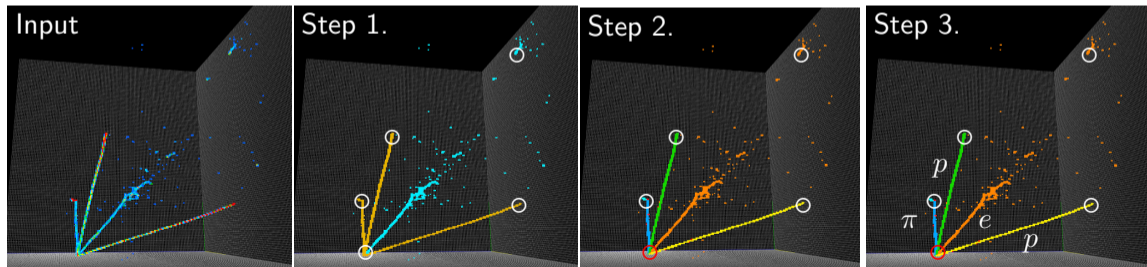 Input
Step 1.
Step 2.
Step 3.
p
π
e
p